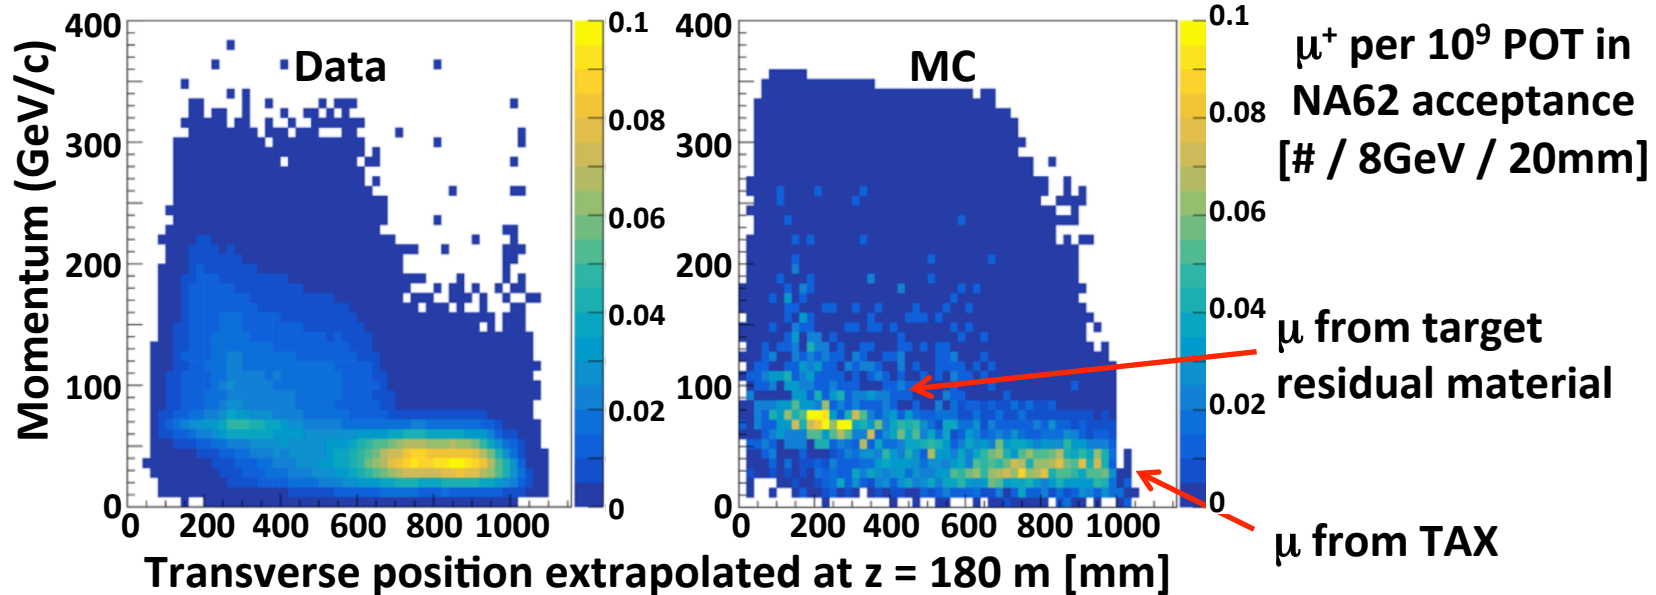 Data
MC
Momentum (GeV/c)
400
300
200
100
0
0 200 400 600 800 1000
0.1
0.08
0.06
0.04
0.02
0
400
300
200
100
0
0 200 400 600 800 1000
0.1
0.08
0.06
0.04
0.02
0
Transverse position extrapolated at z = 180 m [mm]
μ⁺ per 10⁹ POT in
NA62 acceptance
[# / 8GeV / 20mm]
μ from target
residual material
μ from TAX